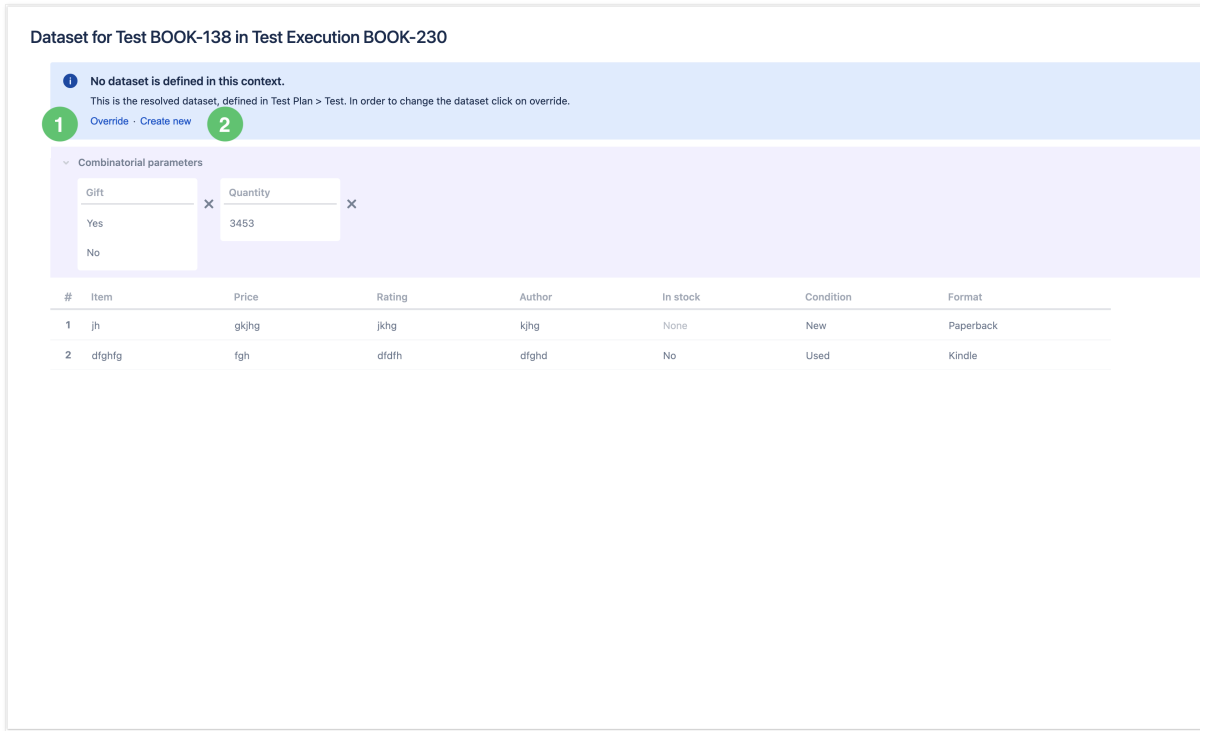 Dataset for Test BOOK-138 in Test Execution BOOK-230
No dataset is defined in this context.
This is the resolved dataset, defined in Test Plan > Test. In order to change the dataset click on override.
1 Override · Create new 2
Combinatorial parameters
Gift × Quantity ×
Yes 3453
No
# Item Price Rating Author In stock Condition Format
1 jh gkjhg jkhg kjhg None New Paperback
2 dfghfg fgh dfdfh dfghd No Used Kindle